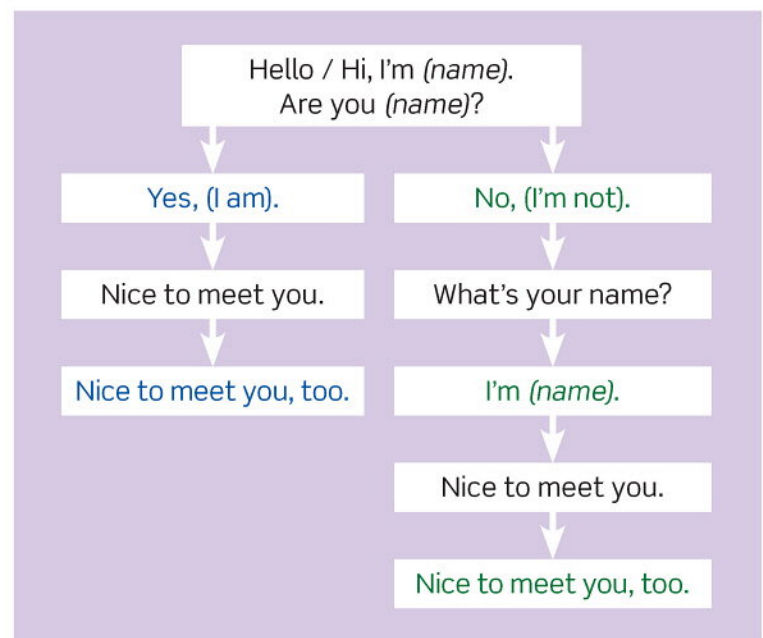 Hello / Hi, I'm (name).
Are you (name)?
Yes, (I am).
Nice to meet you.
Nice to meet you, too.
No, (I'm not).
What's your name?
I'm (name).
Nice to meet you.
Nice to meet you, too.